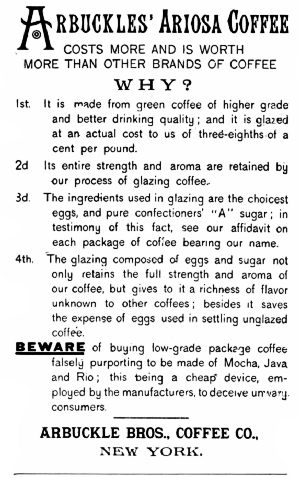 ARBUCKLES' ARIOSA COFFEE
COSTS MORE AND IS WORTH
MORE THAN OTHER BRANDS OF COFFEE
WHY?
1st. It is made from green coffee of higher grade
and better drinking quality; and it is glazed
at an actual cost to us of three-eighths of a
cent per pound.
2d Its entire strength and aroma are retained by
our process of glazing coffee.
3d. The ingredients used in glazing are the choicest
eggs, and pure confectioners' "A" sugar; in
testimony of this fact, see our affidavit on
each package of coffee bearing our name.
4th. The glazing composed of eggs and sugar not
only retains the full strength and aroma of
our coffee, but gives to it a richness of flavor
unknown to other coffees; besides it saves
the expense of eggs used in settling unglazed
coffee.
BEWARE of buying low-grade package coffee
falsely purporting to be made of Mocha, Java
and Rio; this being a cheap device, em-
ployed by the manufacturers, to deceive unwary
consumers.
ARBUCKLE BROS., COFFEE CO.,
NEW YORK.